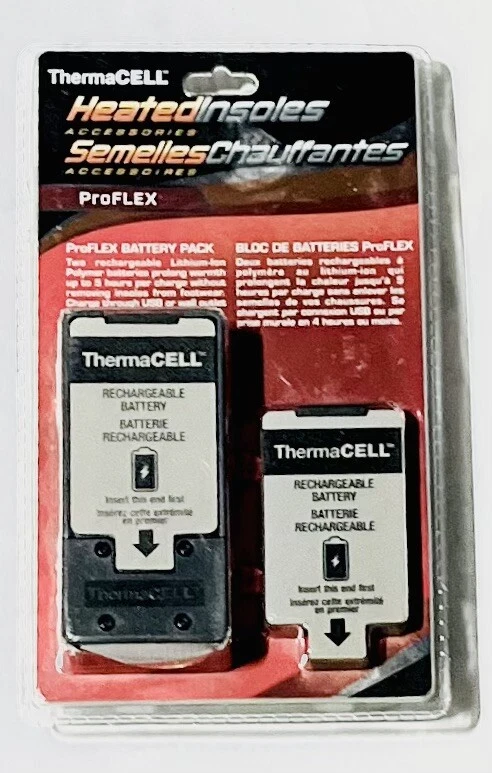 ThermaCELL™
HeatedInsoles
ACCESSORIES
SemellesChauffantes
ACCESSOIRES
ProFLEX
ProFLEX BATTERY PACK
Two rechargeable Lithium-Ion
Polymer batteries prolong warmth
up to 5 hours per charge without
removing insoles from footwear.
Charge through USB wall outlet
BLOC DE BATTERIES ProFLEX
Deux batteries rechargeables à
polymère au lithium-ion qui
prolongent la chaleur jusqu'à 5
heures par charge sans enlever les
semelles de vos chaussures. Se
chargent par connexion USB ou par
prise murale en 4 heures ou moins.
ThermaCELL™
RECHARGEABLE
BATTERY
BATTERIE
RECHARGEABLE
Insert this end first
Insérez cette extrémité
en premier
ThermaCELL
ThermaCELL™
RECHARGEABLE
BATTERY
BATTERIE
RECHARGEABLE
Insert this end first
Insérez cette extrémité
en premier